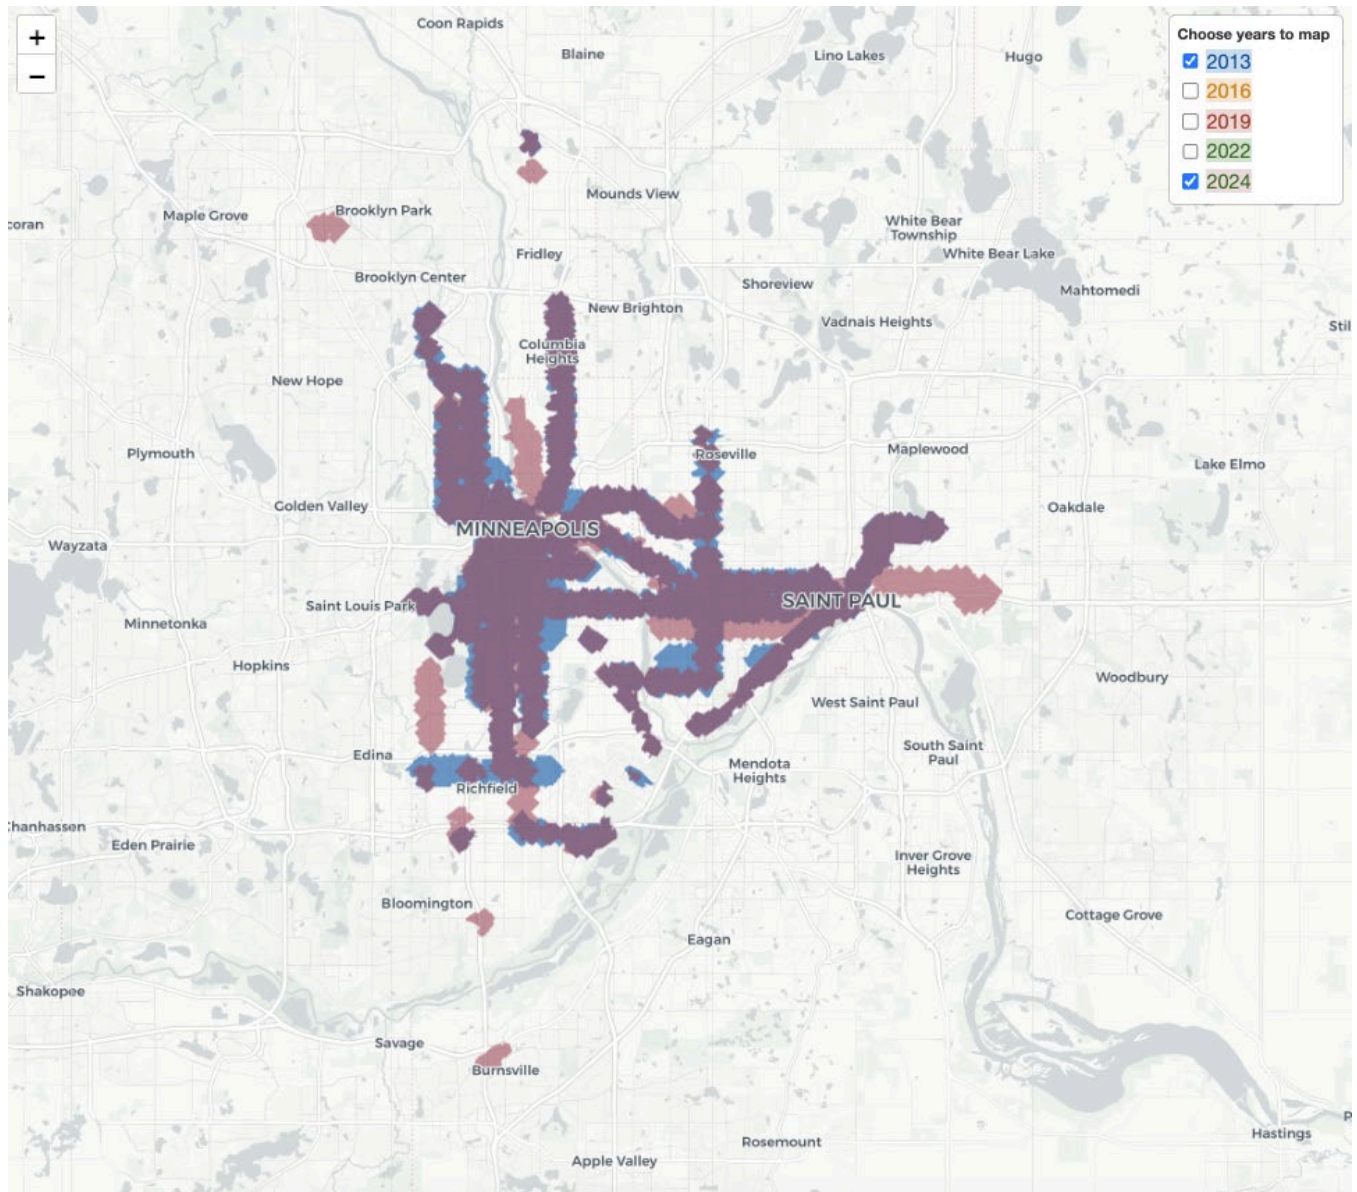 +
−
Choose years to map
2013
2016
2019
2022
2024
Coon Rapids
Blaine
Lino Lakes
Hugo
Mounds View
Maple Grove
Brooklyn Park
coran
White Bear
Township
White Bear Lake
Fridley
Brooklyn Center
Shoreview
Mahtomedi
New Brighton
Vadnais Heights
Stil
Columbia
Heights
New Hope
Plymouth
Roseville
Maplewood
Lake Elmo
Golden Valley
Oakdale
MINNEAPOLIS
Wayzata
Saint Louis Park
SAINT PAUL
Minnetonka
Hopkins
Woodbury
West Saint Paul
Edina
South Saint
Paul
Mendota
Heights
Richfield
Chanhassen
Eden Prairie
Inver Grove
Heights
Bloomington
Cottage Grove
Eagan
Shakopee
Savage
Burnsville
P
Hastings
Rosemount
Apple Valley